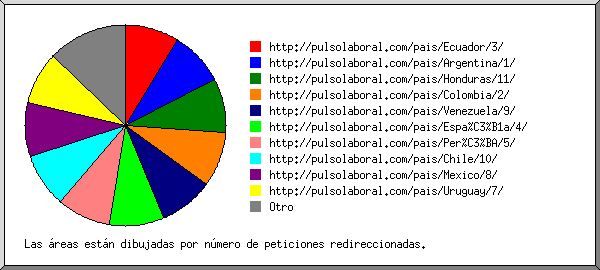 http://pulsolaboral.com/pais/Ecuador/3/
http://pulsolaboral.com/pais/Argentina/1/
http://pulsolaboral.com/pais/Honduras/11/
http://pulsolaboral.com/pais/Colombia/2/
http://pulsolaboral.com/pais/Venezuela/9/
http://pulsolaboral.com/pais/Espa%C3%B1a/4/
http://pulsolaboral.com/pais/Per%C3%BA/5/
http://pulsolaboral.com/pais/Chile/10/
http://pulsolaboral.com/pais/Mexico/8/
http://pulsolaboral.com/pais/Uruguay/7/
Otro
Las áreas están dibujadas por número de peticiones redireccionadas.